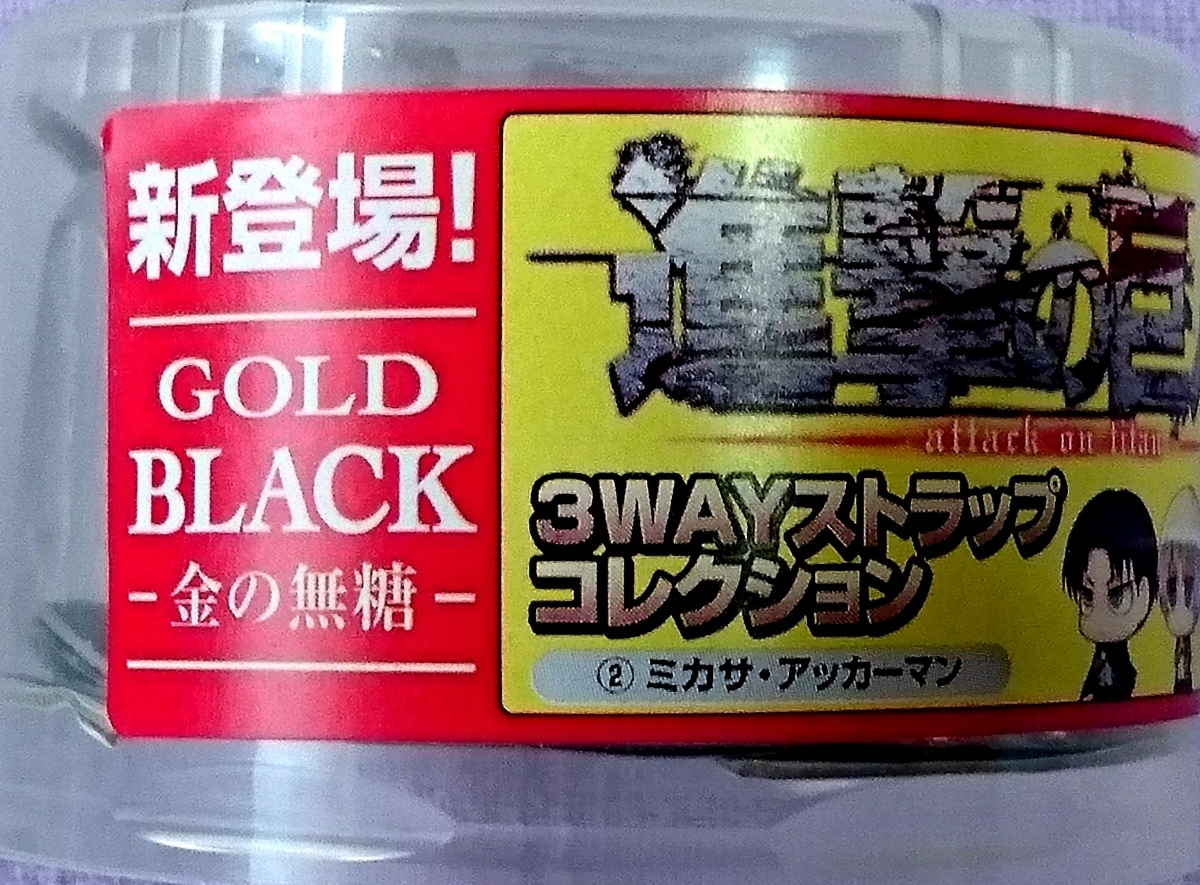 新登場!
GOLD
BLACK
-金の無糖-
進撃の
attack on titan
3WAYストラップ
コレクション
② ミカサ・アッカーマン